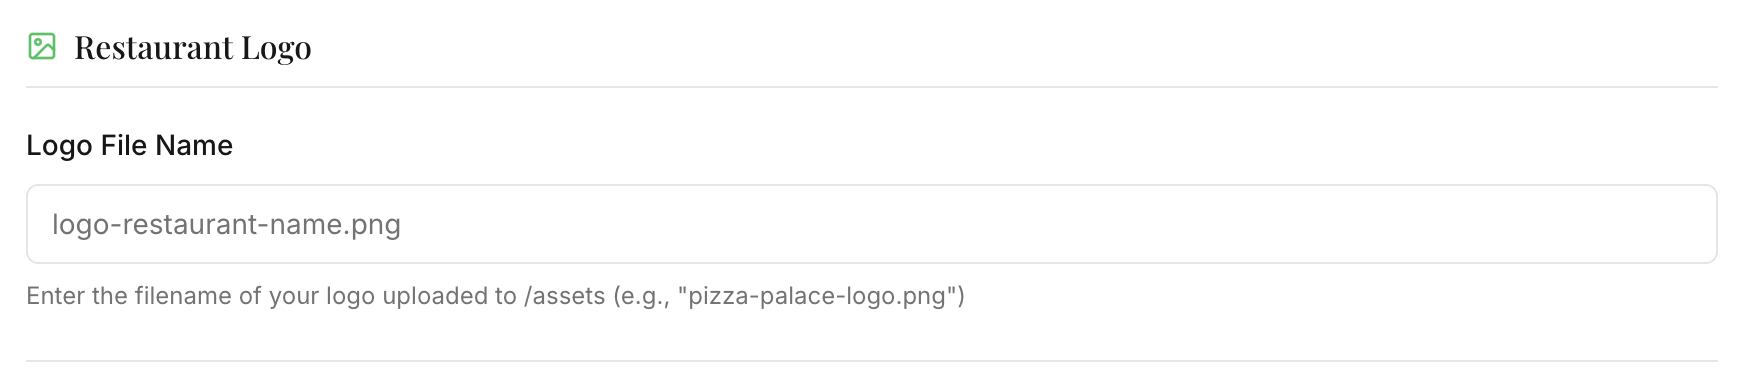 Restaurant Logo
Logo File Name
logo-restaurant-name.png
Enter the filename of your logo uploaded to /assets (e.g., "pizza-palace-logo.png")